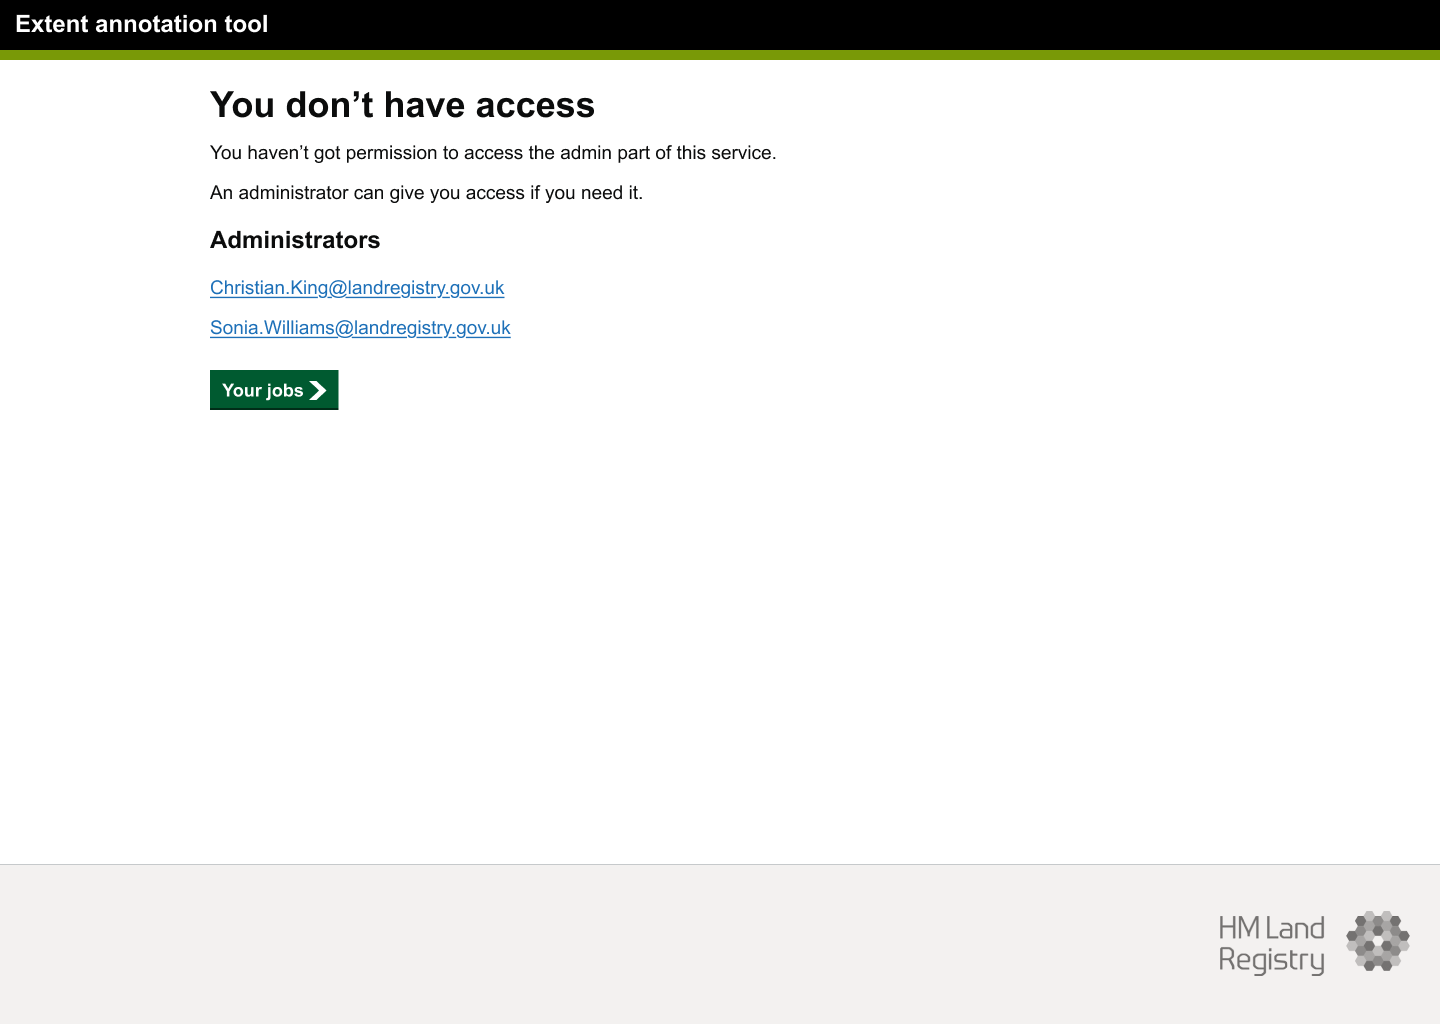 Extent annotation tool
You don’t have access
You haven’t got permission to access the admin part of this service.
An administrator can give you access if you need it.
Administrators
Christian.King@landregistry.gov.uk
Sonia.Williams@landregistry.gov.uk
Your jobs
HM Land
Registry